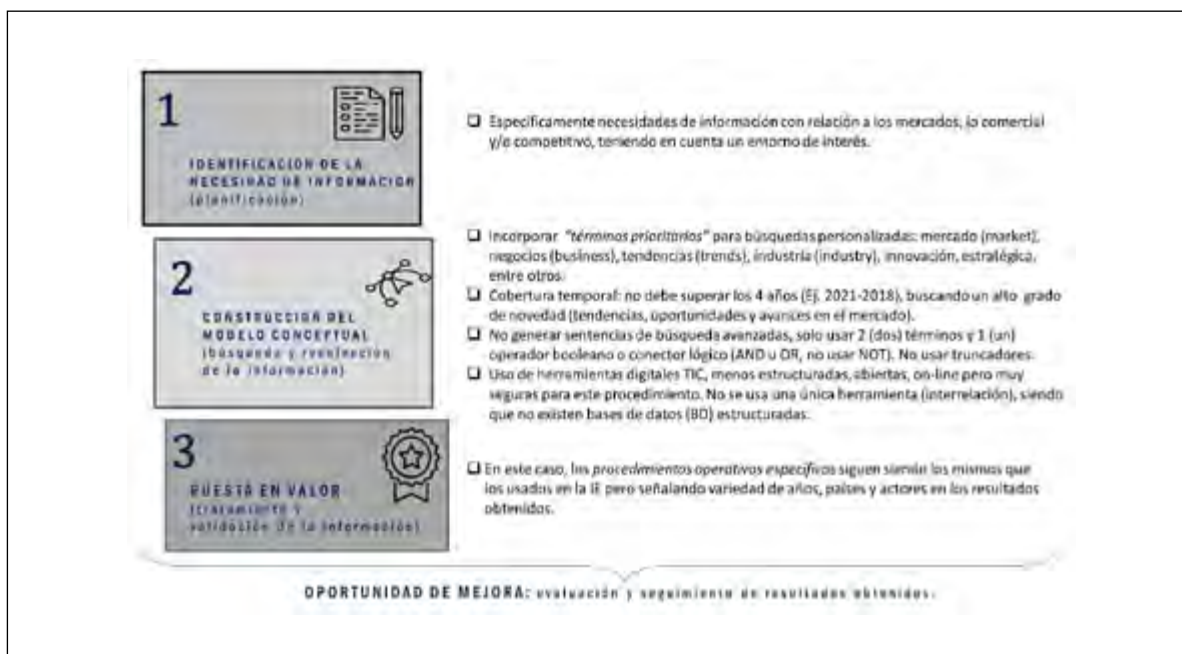 1
IDENTIFICACIÓN DE LA
NECESIDAD DE INFORMACIÓN
(planificación)
❑ Específicamente necesidades de información con relación a los mercados, lo comercial
y/o competitivo, teniendo en cuenta un entorno de interés.
2
CONSTRUCCIÓN DEL
MODELO CONCEPTUAL
(búsqueda y recolección
de la información)
❑ Incorporar "términos prioritarios" para búsquedas personalizadas: mercado (market),
negocios (business), tendencias (trends), industria (industry), innovación, estratégica,
entre otros.
❑ Cobertura temporal: no debe superar los 4 años (Ej. 2021-2018), buscando un alto grado
de novedad (tendencias, oportunidades y avances en el mercado).
❑ No generar sentencias de búsqueda avanzadas, solo usar 2 (dos) términos y 1 (un)
operador booleano o conector lógico (AND u OR, no usar NOT). No usar truncadores.
❑ Uso de herramientas digitales TIC, menos estructuradas, abiertas, on-line pero muy
seguras para este procedimiento. No se usa una única herramienta (interrelación), siendo
que no existen bases de datos (BD) estructuradas.
3
PUESTA EN VALOR
(tratamiento y
validación de la información)
❑ En este caso, los procedimientos operativos específicos siguen siendo los mismos que
los usados en la IE pero señalando variedad de años, países y actores en los resultados
obtenidos.
OPORTUNIDAD DE MEJORA: evaluación y seguimiento de resultados obtenidos.